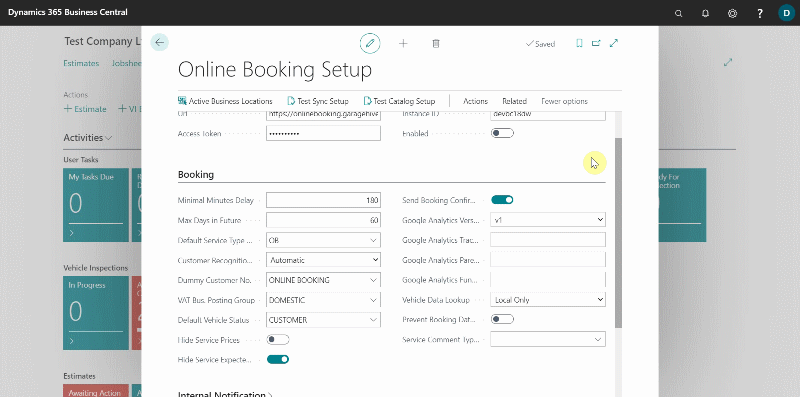 Dynamics 365 Business Central
?
D
Test Company L
Estimates Jobshee
Actions
+ Estimate + VI
Activities
User Tasks
My Tasks Due
0
Vehicle Inspections
In Progress
0
Estimates
Awaiting Action
Saved
Online Booking Setup
Active Business Locations Test Sync Setup Test Catalog Setup Actions Related Fewer options
Url https://onlinebooking.garagehive Instance ID devbc18dw
Access Token •••••••••• Enabled
Booking
Minimal Minutes Delay 180 Send Booking Confir...
Max Days in Future 60 Google Analytics Vers... v1
Default Service Type ... OB Google Analytics Trac...
Customer Recognitio... Automatic Google Analytics Pare...
Dummy Customer No. ONLINE BOOKING Google Analytics Fun...
VAT Bus. Posting Group DOMESTIC Vehicle Data Lookup Local Only
Default Vehicle Status CUSTOMER Prevent Booking Dat...
Hide Service Prices Service Comment Typ...
Hide Service Expecte...
Internal Notification
dy For
ection
0